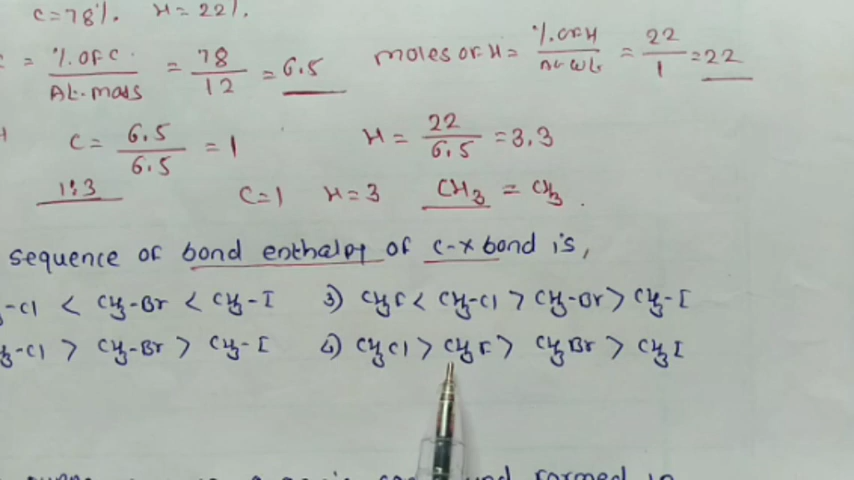 C=78%. H=22%.
= %.OF C. / At.mass = 78 / 12 = 6.5 moles of H = %.OF H / At.Wt. = 22 / 1 = 22
C = 6.5 / 6.5 = 1 H = 22 / 6.5 = 3.3
1:3 C=1 H=3 CH3 = CH3.
sequence of bond enthalpy of C-X bond is,
-Cl < CH3-Br < CH3-I 3) CH3F < CH3-Cl > CH3-Br > CH3-I
-Cl > CH3-Br > CH3-I 4) CH3Cl > CH3F > CH3Br > CH3I
formed in